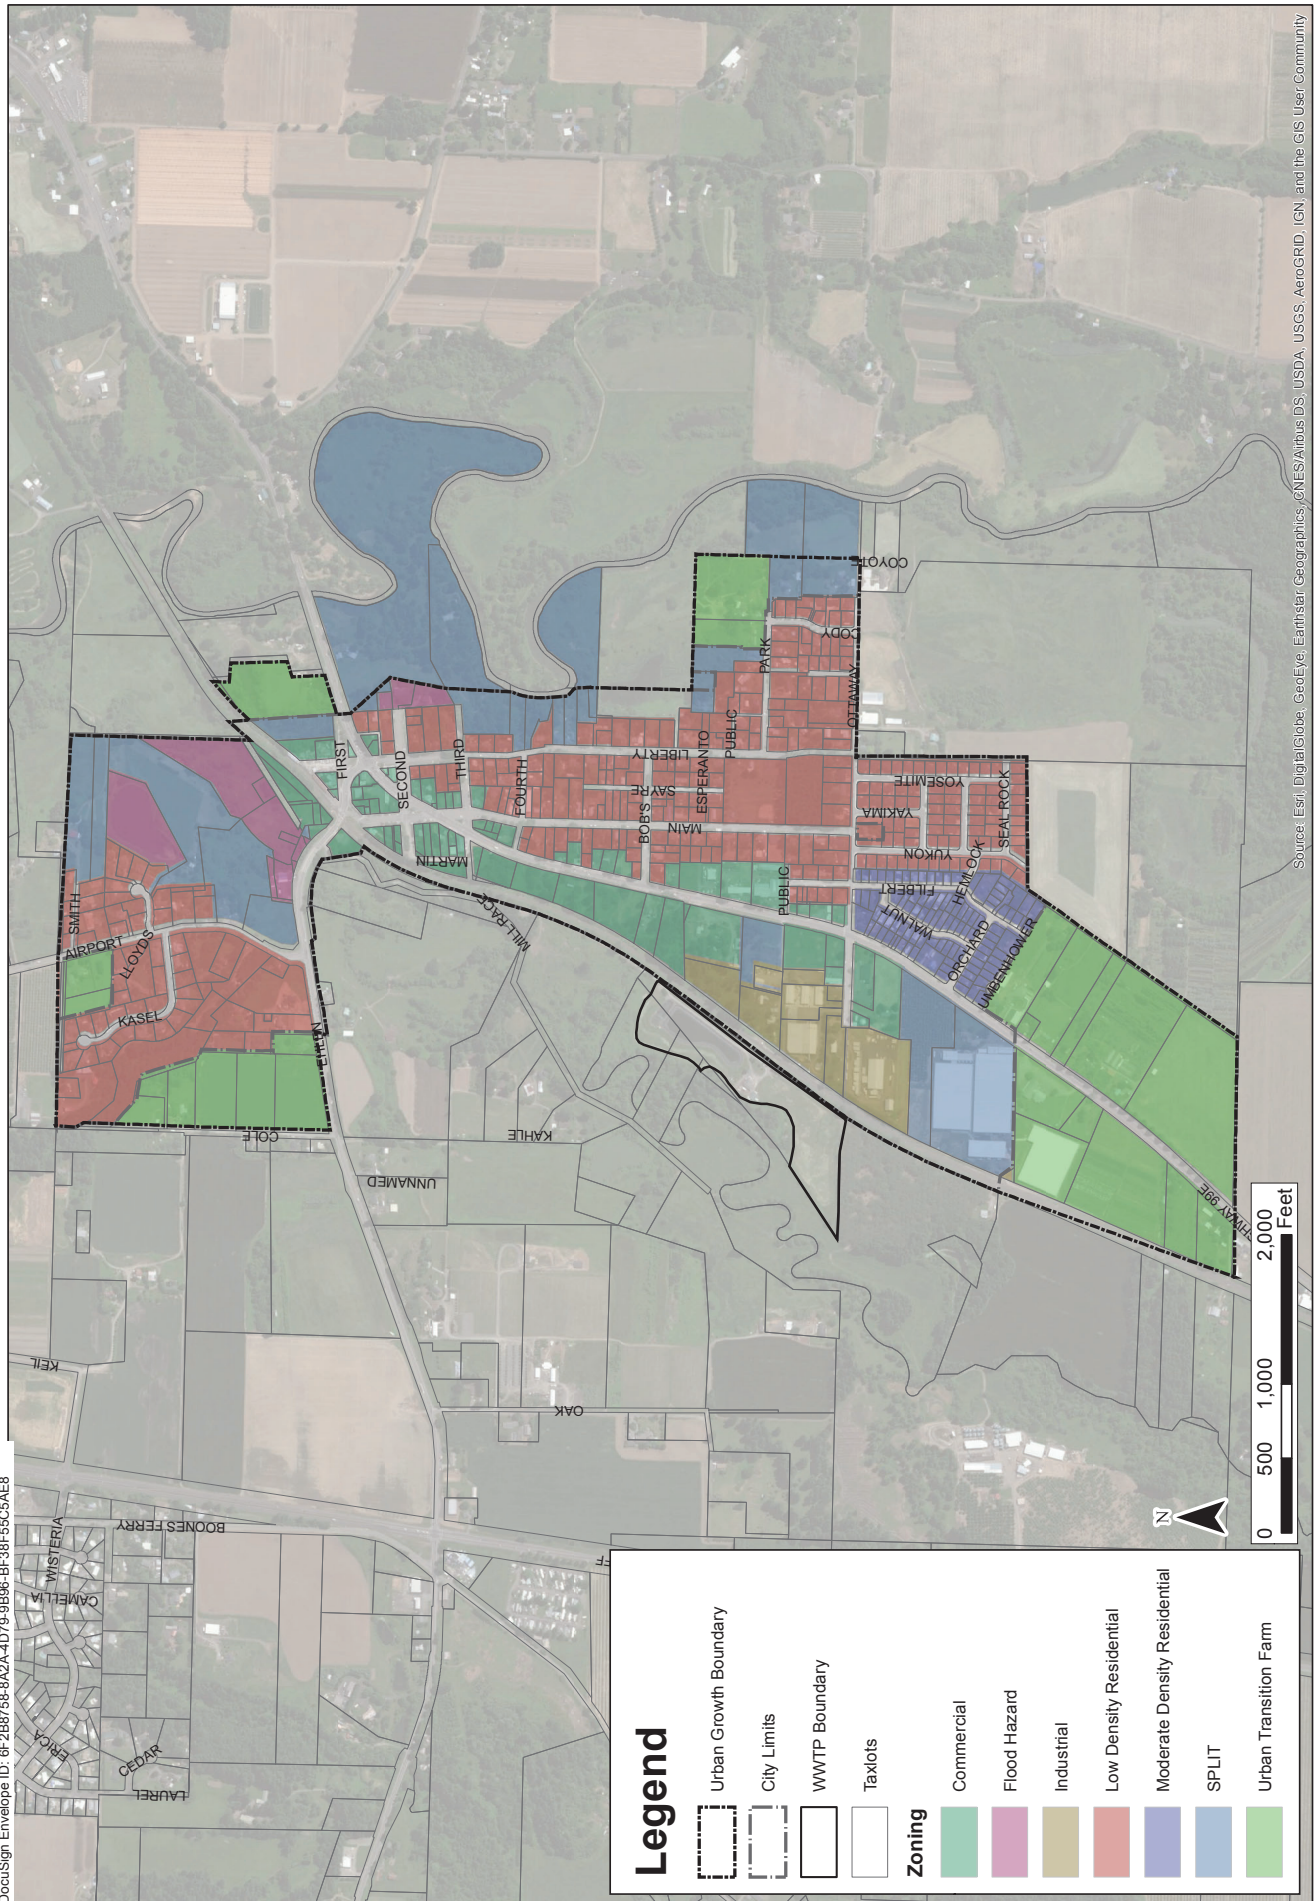 DocuSign Envelope ID: 6F2B8758-8A2A-4D79-9B96-BF38F55C5AE8
WISTERIA
CAMELLIA
ERICA
CEDAR
LAUREL
BOONES FERRY
KEIL
OAK
UNNAMED
KAHLE
COLE
EHLEN
SMITH
AIRPORT
LLOYDS
KASEL
MILL RACE
MARTIN
FIRST
SECOND
THIRD
FOURTH
LIBERTY
SAYRE
BOB'S
ESPERANTO
MAIN
PUBLIC
PUBLIC
PARK
CODY
COYOTE
OTTAWAY
YOSEMITE
YAKIMA
SEAL ROCK
YUKON
HEMLOCK
FILBERT
WALNUT
ORCHARD
UMBENHOWER
HWAY 99E
FF
Legend
Urban Growth Boundary
City Limits
WWTP Boundary
Taxlots
Zoning
Commercial
Flood Hazard
Industrial
Low Density Residential
Moderate Density Residential
SPLIT
Urban Transition Farm
N
0 500 1,000 2,000
Feet
Source: Esri, DigitalGlobe, GeoEye, Earthstar Geographics, CNES/Airbus DS, USDA, USGS, AeroGRID, IGN, and the GIS User Community